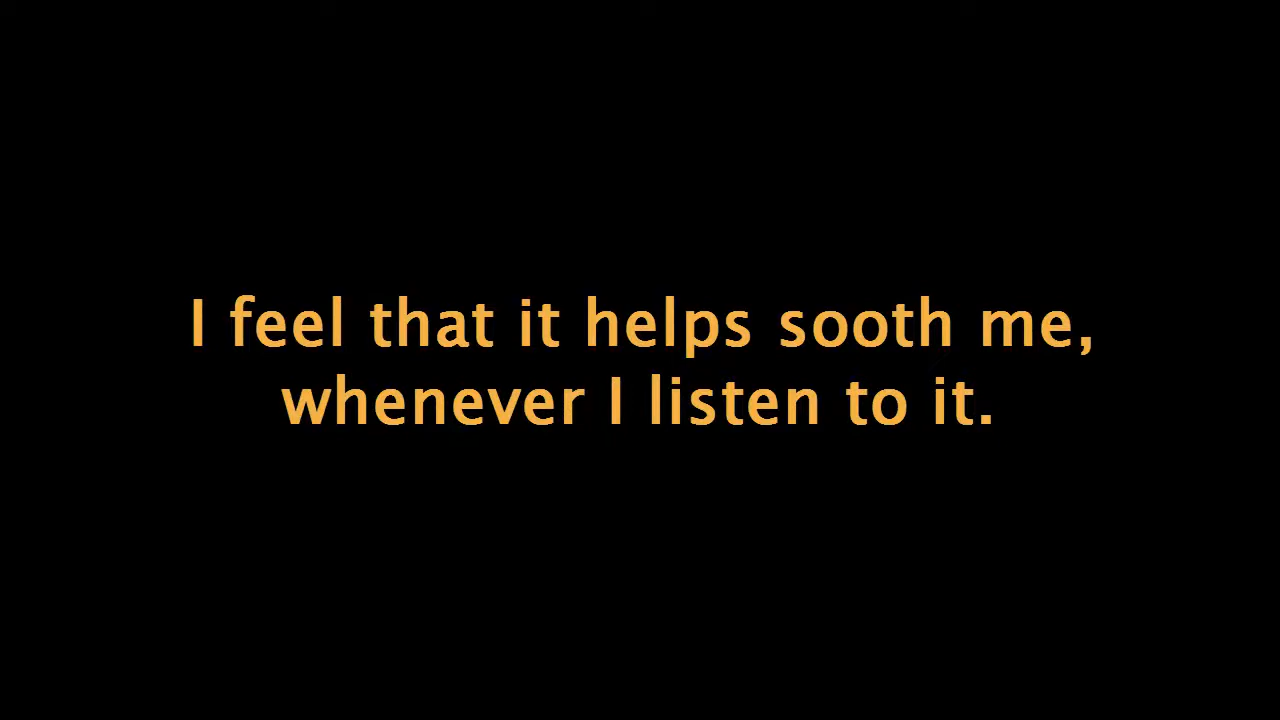 I feel that it helps sooth me,
whenever I listen to it.